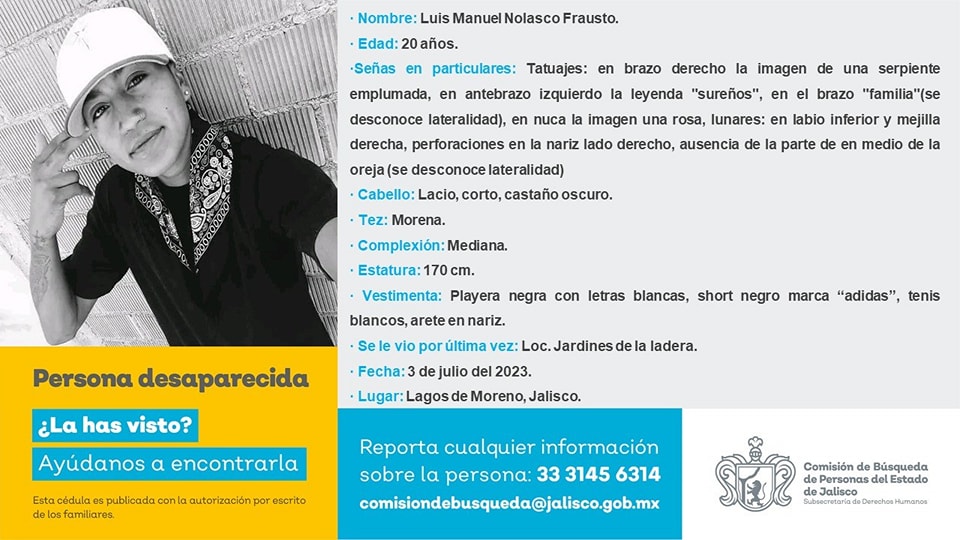 · Nombre: Luis Manuel Nolasco Frausto.
· Edad: 20 años.
·Señas en particulares: Tatuajes: en brazo derecho la imagen de una serpiente
emplumada, en antebrazo izquierdo la leyenda "sureños", en el brazo "familia"(se
desconoce lateralidad), en nuca la imagen una rosa, lunares: en labio inferior y mejilla
derecha, perforaciones en la nariz lado derecho, ausencia de la parte de en medio de la
oreja (se desconoce lateralidad)
· Cabello: Lacio, corto, castaño oscuro.
· Tez: Morena.
· Complexión: Mediana.
· Estatura: 170 cm.
· Vestimenta: Playera negra con letras blancas, short negro marca “adidas”, tenis
blancos, arete en nariz.
· Se le vio por última vez: Loc. Jardines de la ladera.
· Fecha: 3 de julio del 2023.
· Lugar: Lagos de Moreno, Jalisco.
Persona desaparecida
¿La has visto?
Ayúdanos a encontrarla
Esta cédula es publicada con la autorización por escrito
de los familiares.
Reporta cualquier información
sobre la persona: 33 3145 6314
comisiondebusqueda@jalisco.gob.mx
Comisión de Búsqueda
de Personas del Estado
de Jalisco
Subsecretaría de Derechos Humanos